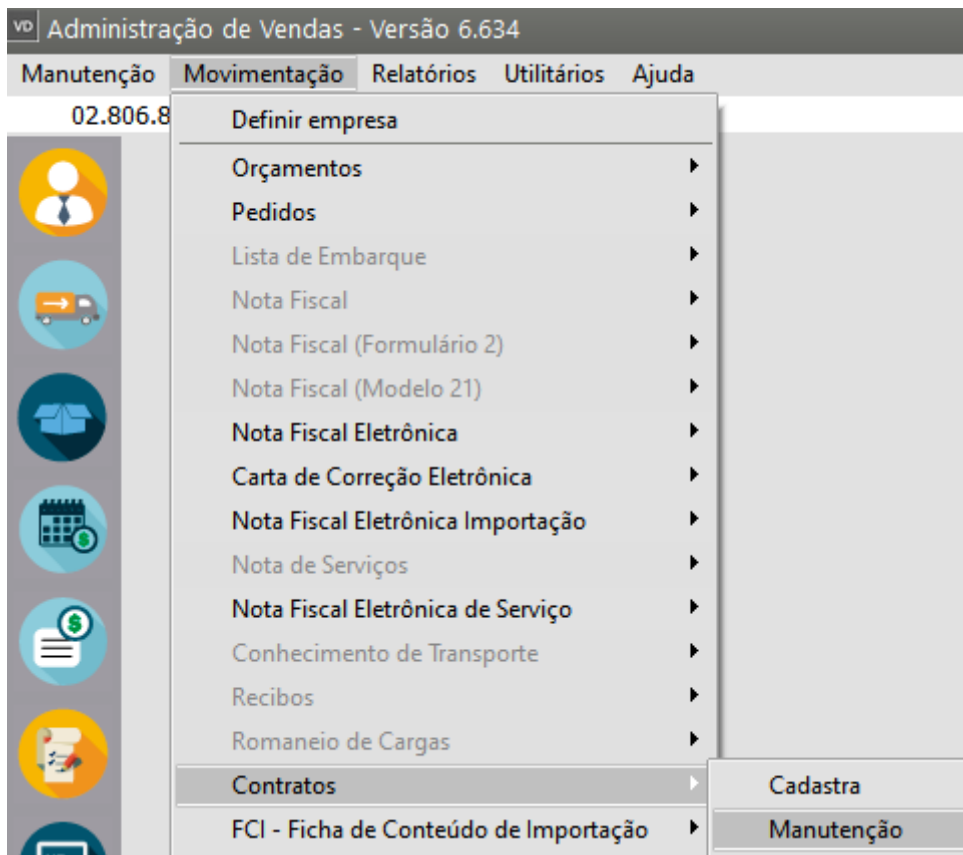 VD Administração de Vendas - Versão 6.634
Manutenção Movimentação Relatórios Utilitários Ajuda
02.806.8
Definir empresa
Orçamentos
Pedidos
Lista de Embarque
Nota Fiscal
Nota Fiscal (Formulário 2)
Nota Fiscal (Modelo 21)
Nota Fiscal Eletrônica
Carta de Correção Eletrônica
Nota Fiscal Eletrônica Importação
Nota de Serviços
Nota Fiscal Eletrônica de Serviço
Conhecimento de Transporte
Recibos
Romaneio de Cargas
Contratos
Cadastra
FCI - Ficha de Conteúdo de Importação
Manutenção